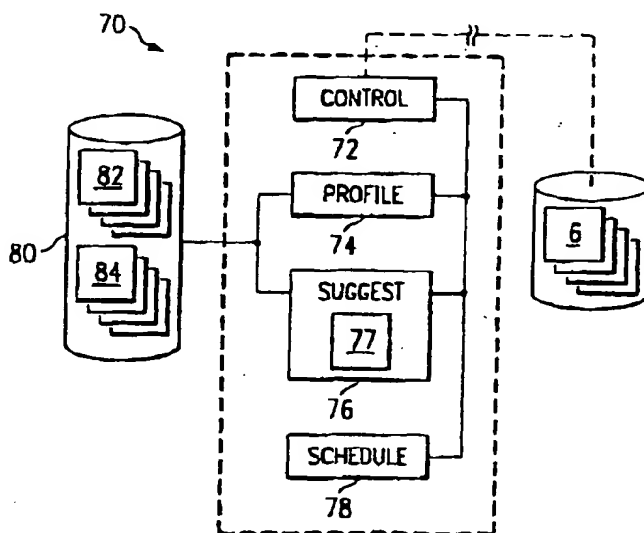 70
CONTROL
72
82
PROFILE
6
74
80
84
SUGGEST
77
76
SCHEDULE
78